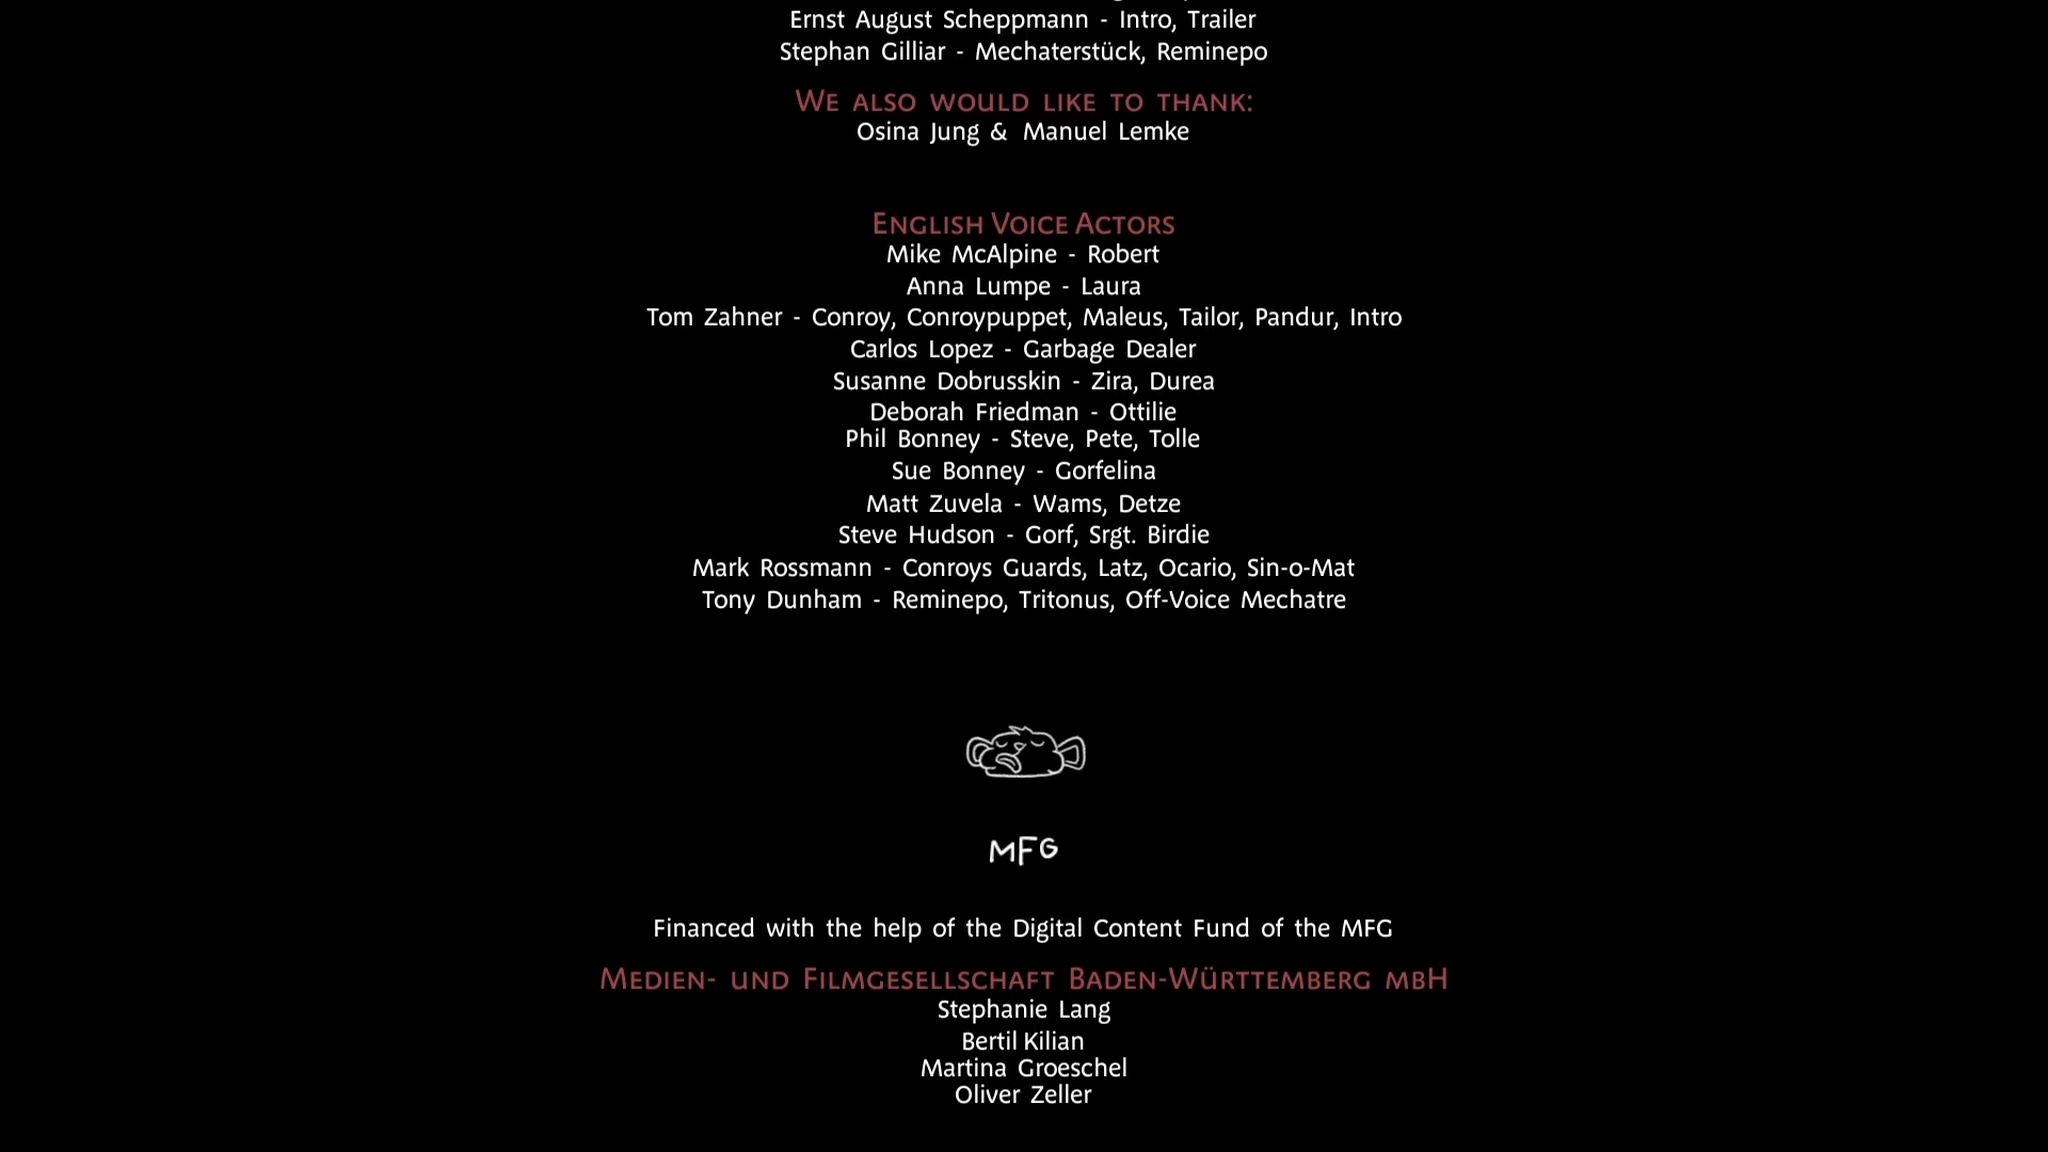 Ernst August Scheppmann - Intro, Trailer
Stephan Gilliar - Mechaterstück, Reminepo
We also would like to thank:
Osina Jung & Manuel Lemke
English Voice Actors
Mike McAlpine - Robert
Anna Lumpe - Laura
Tom Zahner - Conroy, Conroypuppet, Maleus, Tailor, Pandur, Intro
Carlos Lopez - Garbage Dealer
Susanne Dobrusskin - Zira, Durea
Deborah Friedman - Ottilie
Phil Bonney - Steve, Pete, Tolle
Sue Bonney - Gorfelina
Matt Zuvela - Wams, Detze
Steve Hudson - Gorf, Srgt. Birdie
Mark Rossmann - Conroys Guards, Latz, Ocario, Sin-o-Mat
Tony Dunham - Reminepo, Tritonus, Off-Voice Mechatre
MFG
Financed with the help of the Digital Content Fund of the MFG
Medien- und Filmgesellschaft Baden-Württemberg mbH
Stephanie Lang
Bertil Kilian
Martina Groeschel
Oliver Zeller